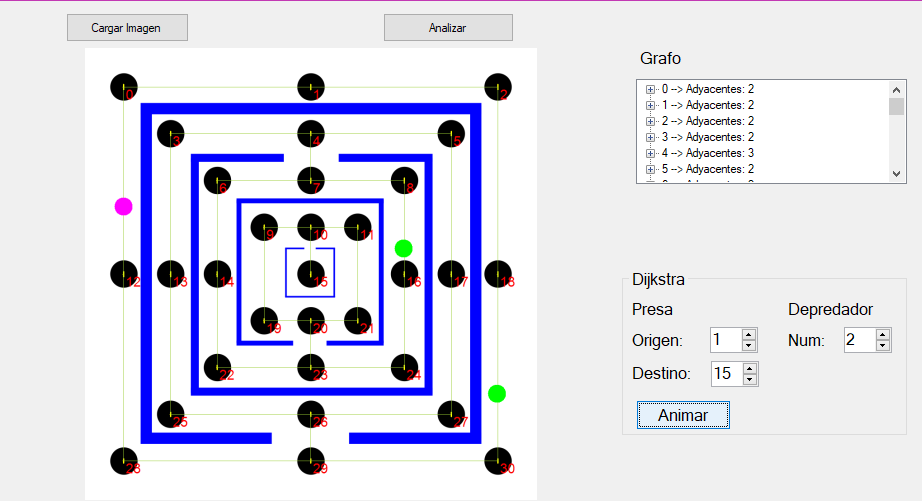 Cargar Imagen
Analizar
Grafo
0 --> Adyacentes: 2
1 --> Adyacentes: 2
2 --> Adyacentes: 2
3 --> Adyacentes: 2
4 --> Adyacentes: 3
5 --> Adyacentes: 2
0 1 2
3 4 5
6 7 8
9 10 11
12 13 14 15 16 17 18
19 20 21
22 23 24
25 26 27
28 29 30
Dijkstra
Presa Depredador
Origen: 1 Num: 2
Destino: 15
Animar